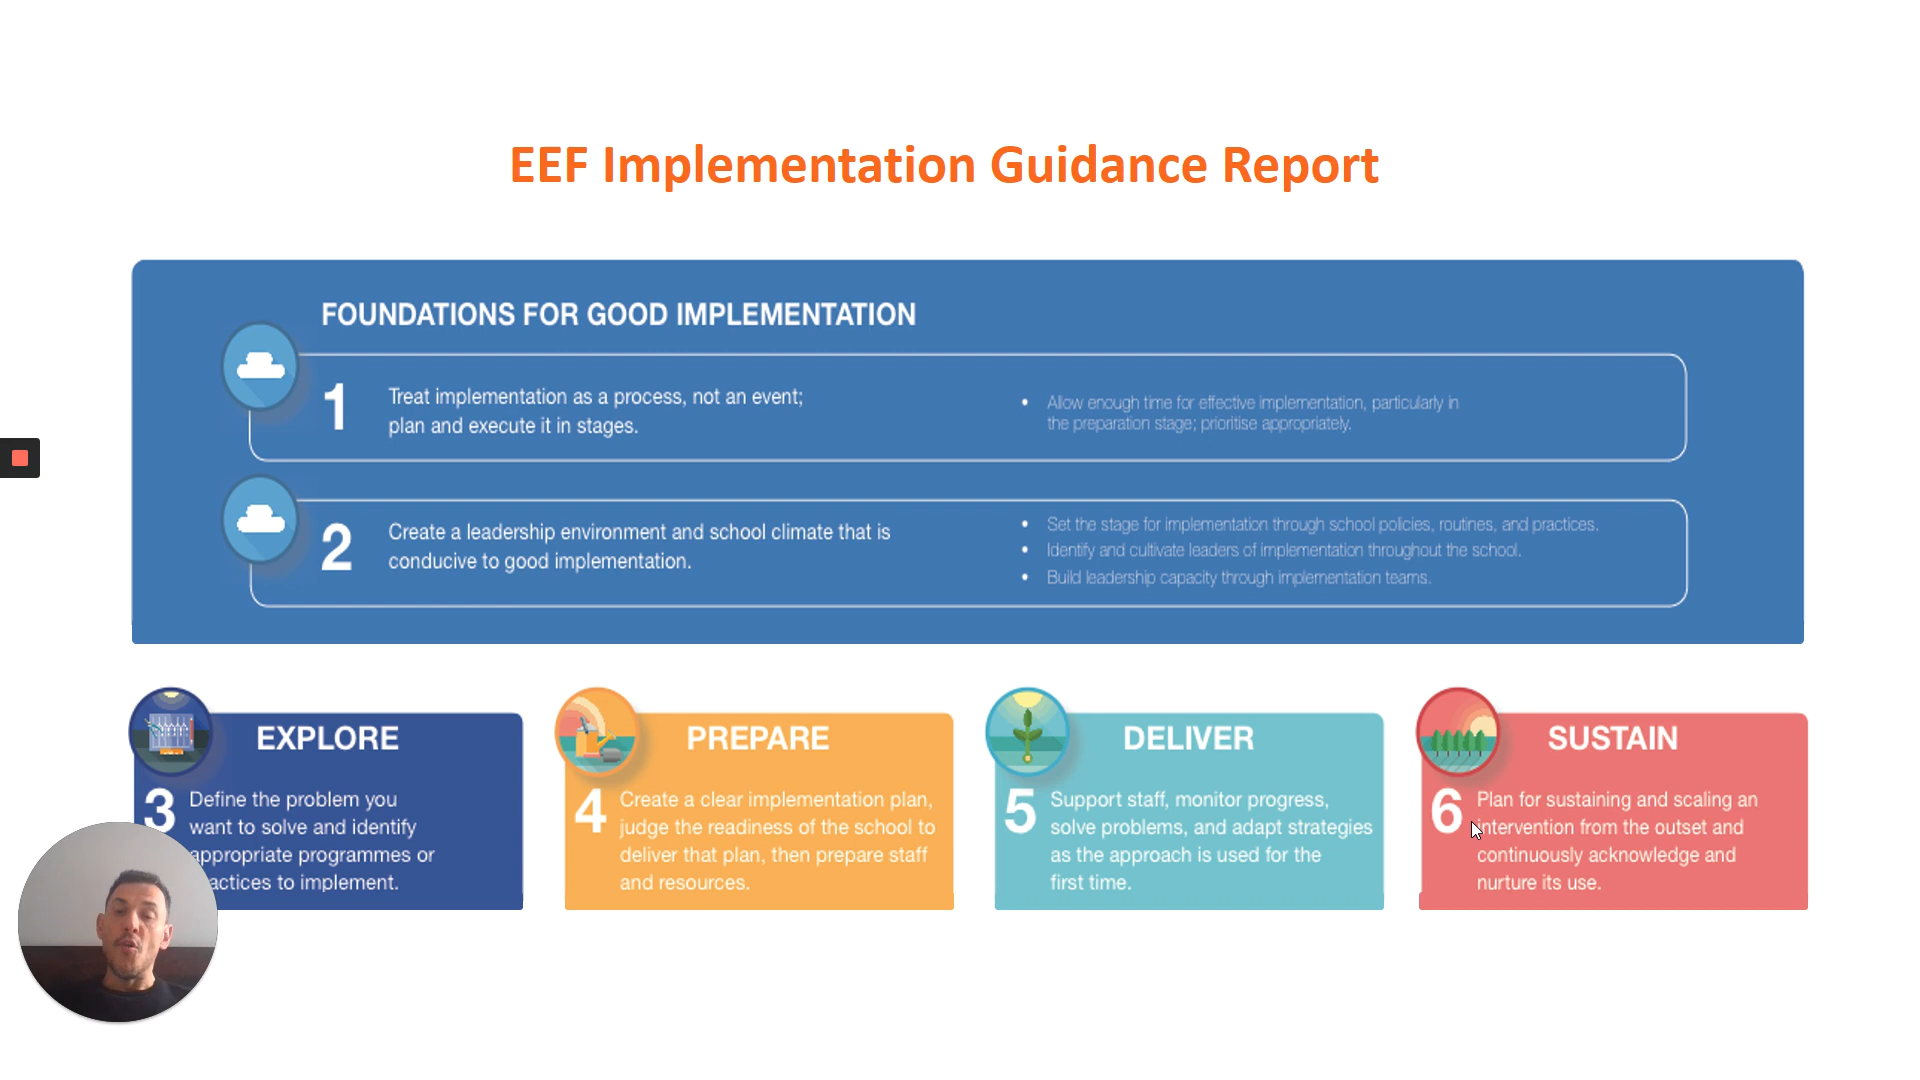 EEF Implementation Guidance Report
FOUNDATIONS FOR GOOD IMPLEMENTATION
1
Treat implementation as a process, not an event;
plan and execute it in stages.
• Allow enough time for effective implementation, particularly in
the preparation stage; prioritise appropriately.
2
Create a leadership environment and school climate that is
conducive to good implementation.
• Set the stage for implementation through school policies, routines, and practices.
• Identify and cultivate leaders of implementation throughout the school.
• Build leadership capacity through implementation teams.
EXPLORE
3
Define the problem you
want to solve and identify
appropriate programmes or
actices to implement.
PREPARE
4
Create a clear implementation plan,
judge the readiness of the school to
deliver that plan, then prepare staff
and resources.
DELIVER
5
Support staff, monitor progress,
solve problems, and adapt strategies
as the approach is used for the
first time.
SUSTAIN
6
Plan for sustaining and scaling an
intervention from the outset and
continuously acknowledge and
nurture its use.